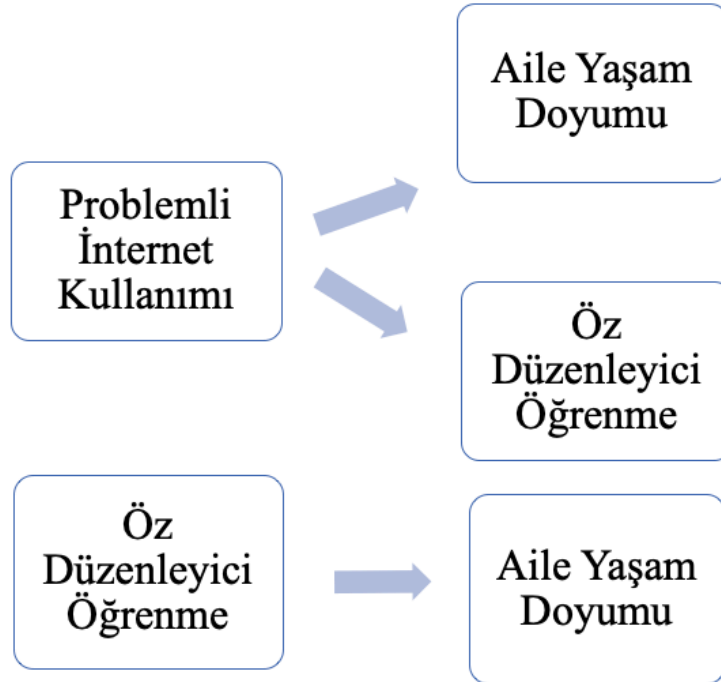 Aile Yaşam
Doyumu
Problemli
İnternet
Kullanımı
Öz
Düzenleyici
Öğrenme
Öz
Düzenleyici
Öğrenme
Aile Yaşam
Doyumu